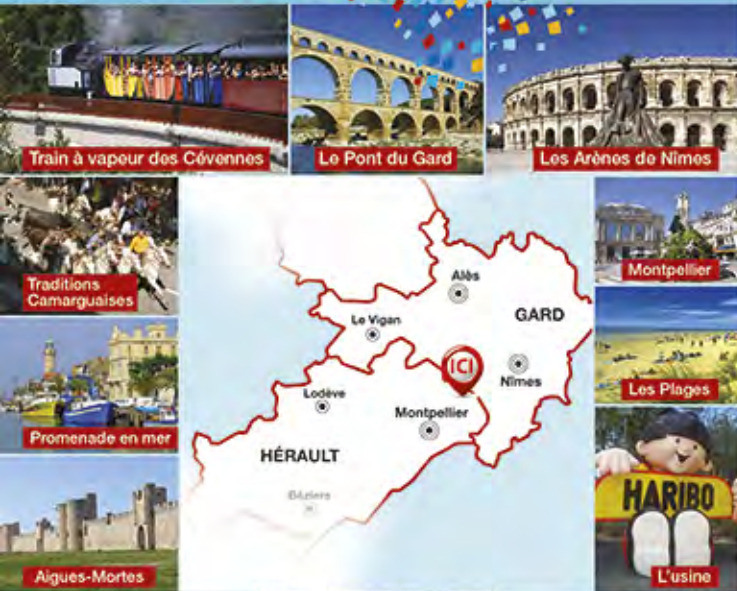 Train à vapeur des Cévennes
Le Pont du Gard
Les Arènes de Nîmes
Traditions
Camarguaises
Montpellier
Alès
GARD
Le Vigan
ICI
Nîmes
Les Plages
Lodève
Montpellier
Promenade en mer
HÉRAULT
Béziers
HARIBO
Aigues-Mortes
L'usine